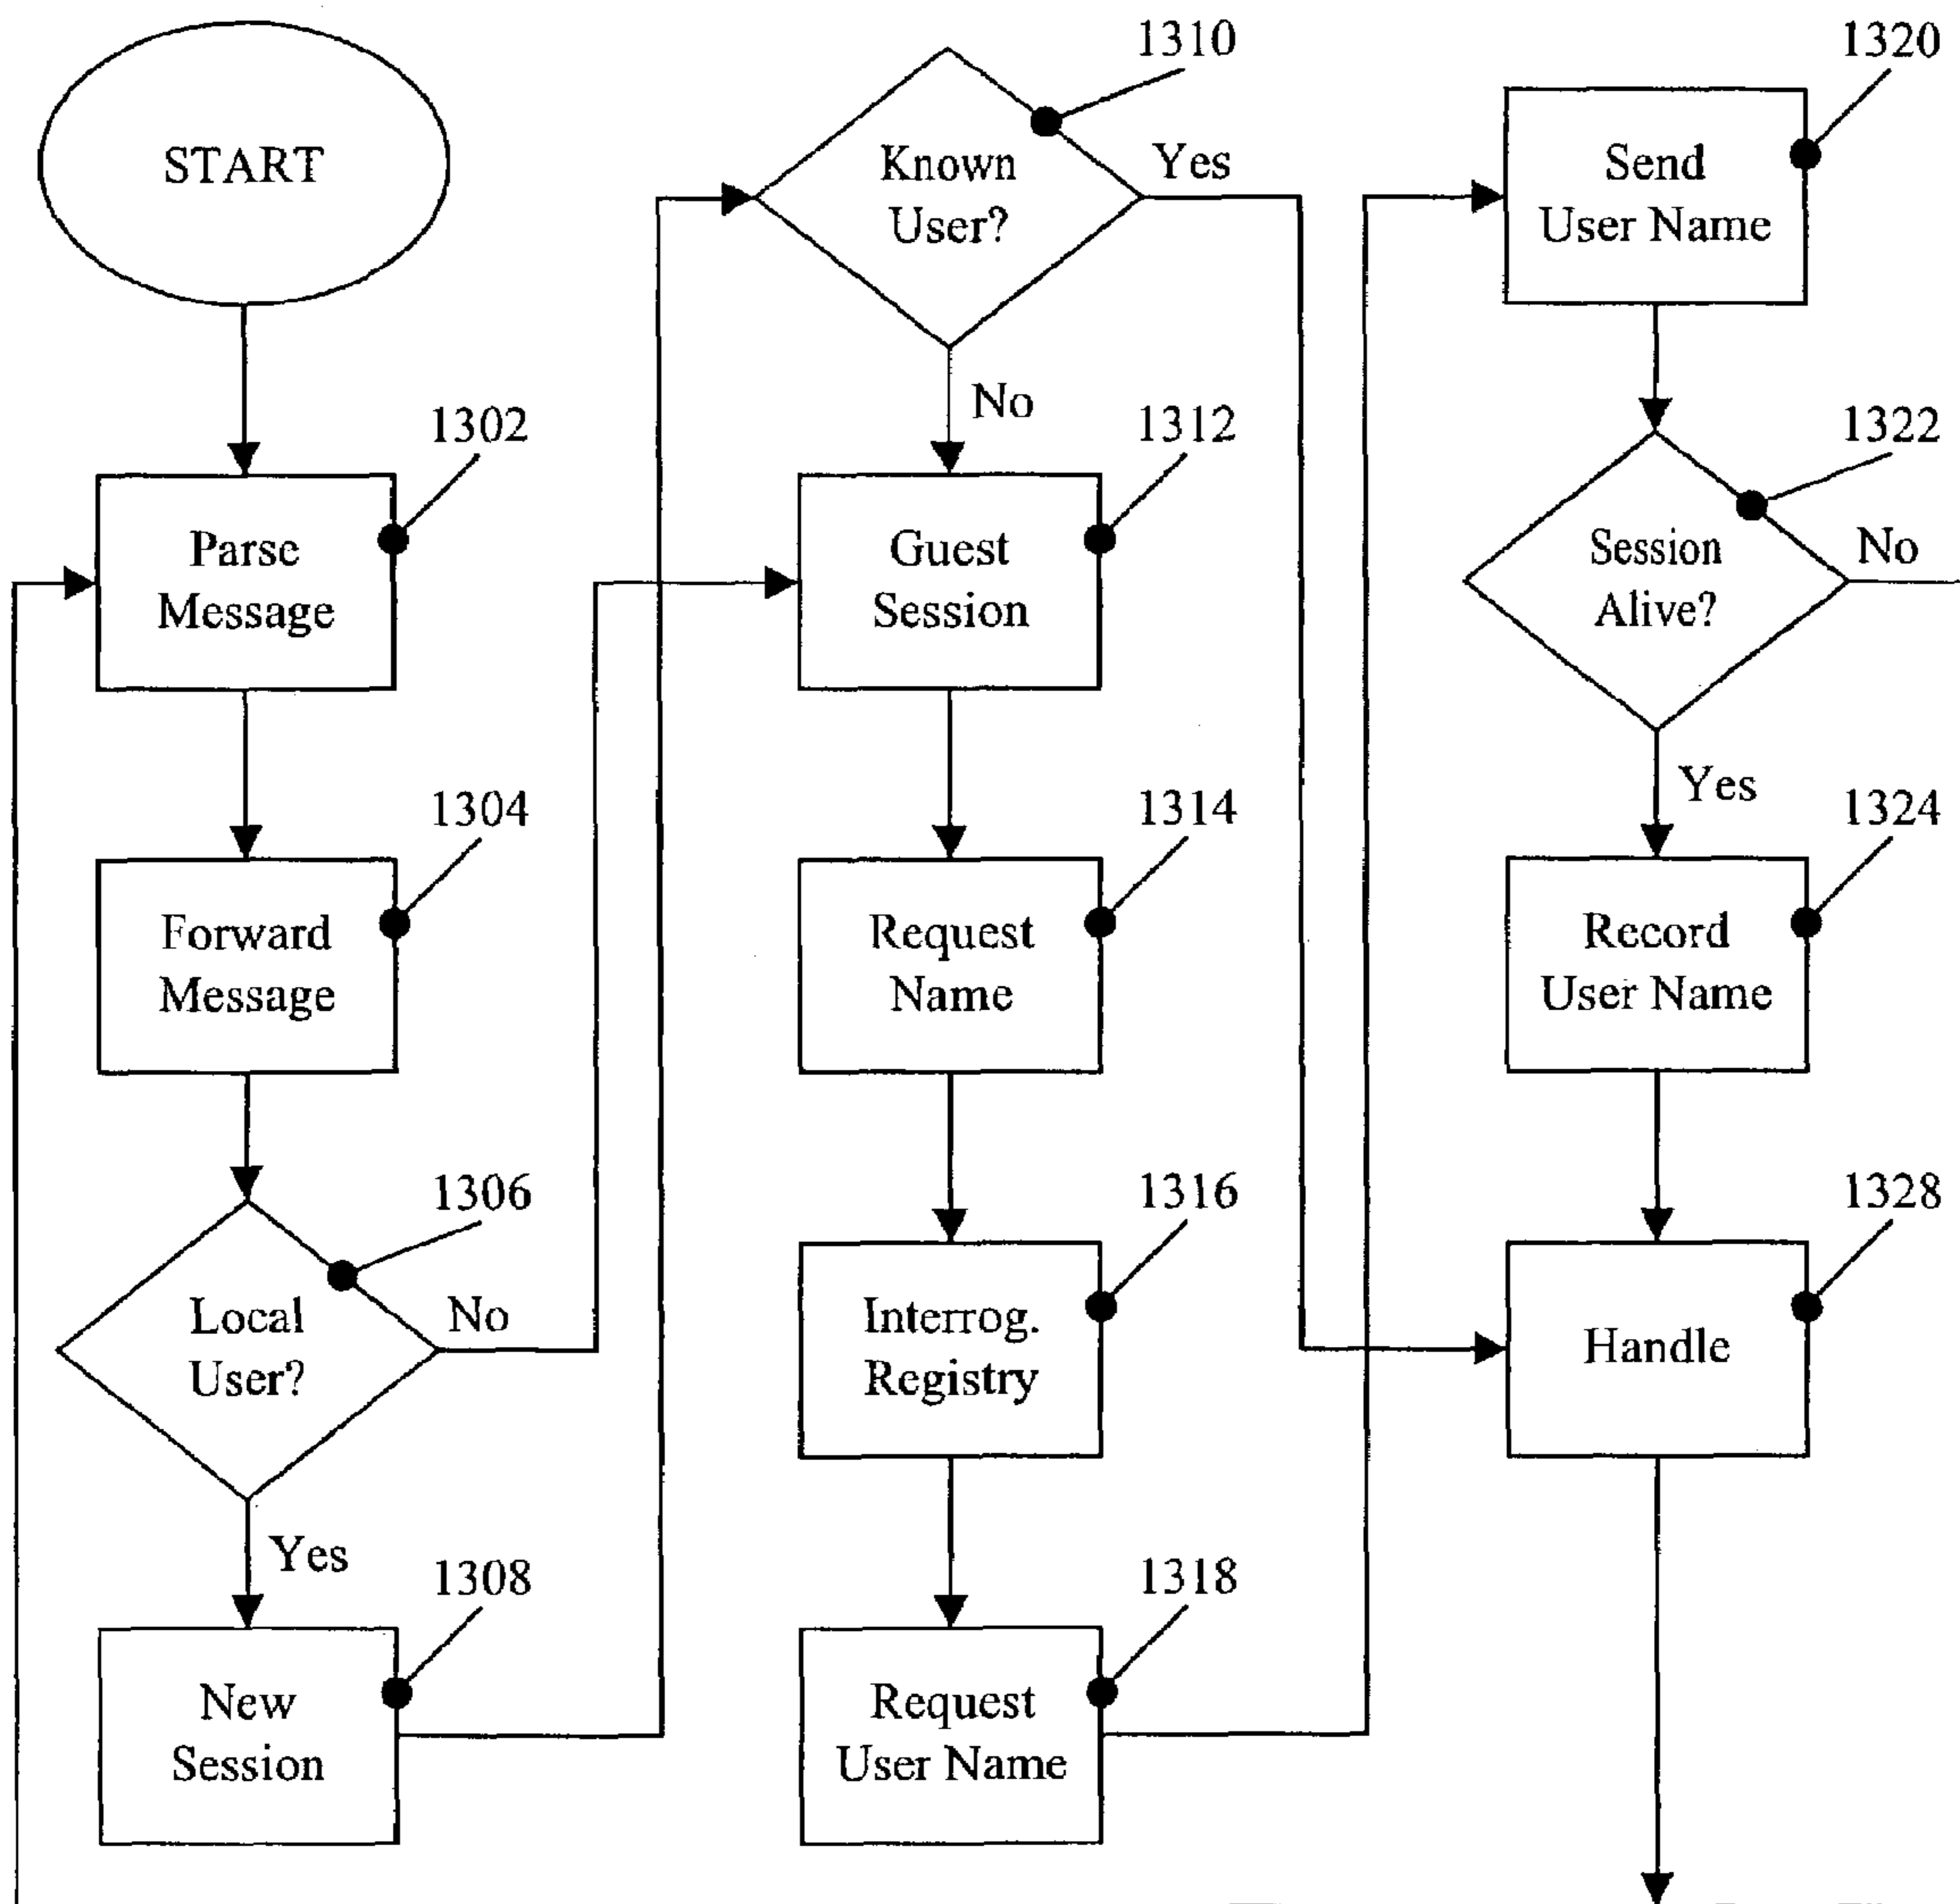 START
1302
Parse
Message
1304
Forward
Message
1306
Local
User?
No
Yes
1308
New
Session
1310
Known
User?
Yes
No
1312
Guest
Session
1314
Request
Name
1316
Interrog.
Registry
1318
Request
User Name
1320
Send
User Name
1322
Session
Alive?
No
Yes
1324
Record
User Name
1328
Handle